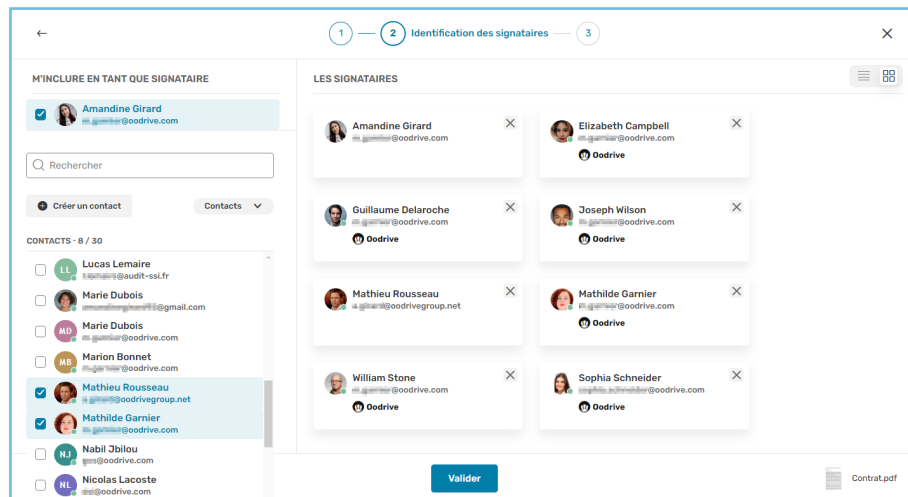 1
2
Identification des signataires
3
M'INCLURE EN TANT QUE SIGNATAIRE
Amandine Girard
@oodrive.com
Rechercher
Créer un contact
Contacts
CONTACTS - 8 / 30
LL
Lucas Lemaire
@audit-ssi.fr
Marie Dubois
@gmail.com
MD
Marie Dubois
@oodrive.com
MB
Marion Bonnet
@oodrive.com
Mathieu Rousseau
@oodrivegroup.net
Mathilde Garnier
@oodrive.com
NJ
Nabil Jbilou
@oodrive.com
NL
Nicolas Lacoste
@oodrive.com
LES SIGNATAIRES
Amandine Girard
@oodrive.com
Elizabeth Campbell
@oodrive.com
Oodrive
Guillaume Delaroche
@oodrive.com
Oodrive
Joseph Wilson
@oodrive.com
Oodrive
Mathieu Rousseau
@oodrivegroup.net
Mathilde Garnier
@oodrive.com
Oodrive
William Stone
@oodrive.com
Oodrive
Sophia Schneider
@oodrive.com
Oodrive
Valider
Contrat.pdf